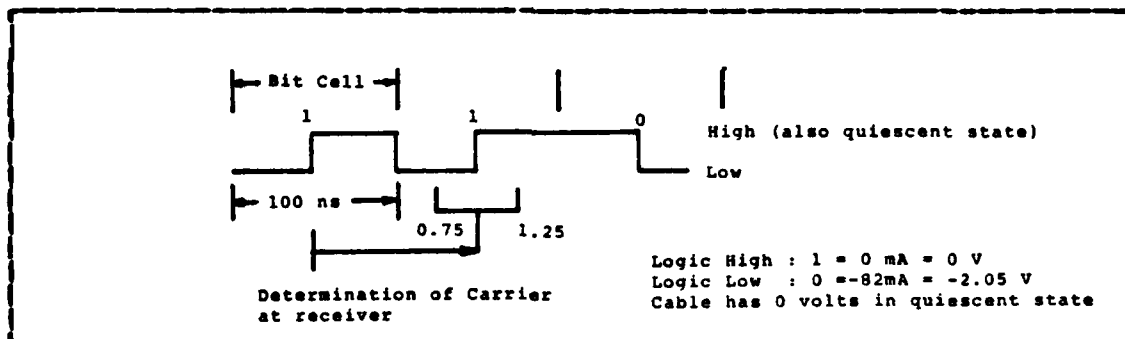 Bit Cell
1 1 0
High (also quiescent state)
Low
100 ns
0.75 1.25
Logic High : 1 = 0 mA = 0 V
Logic Low : 0 =-82mA = -2.05 V
Cable has 0 volts in quiescent state
Determination of Carrier
at receiver